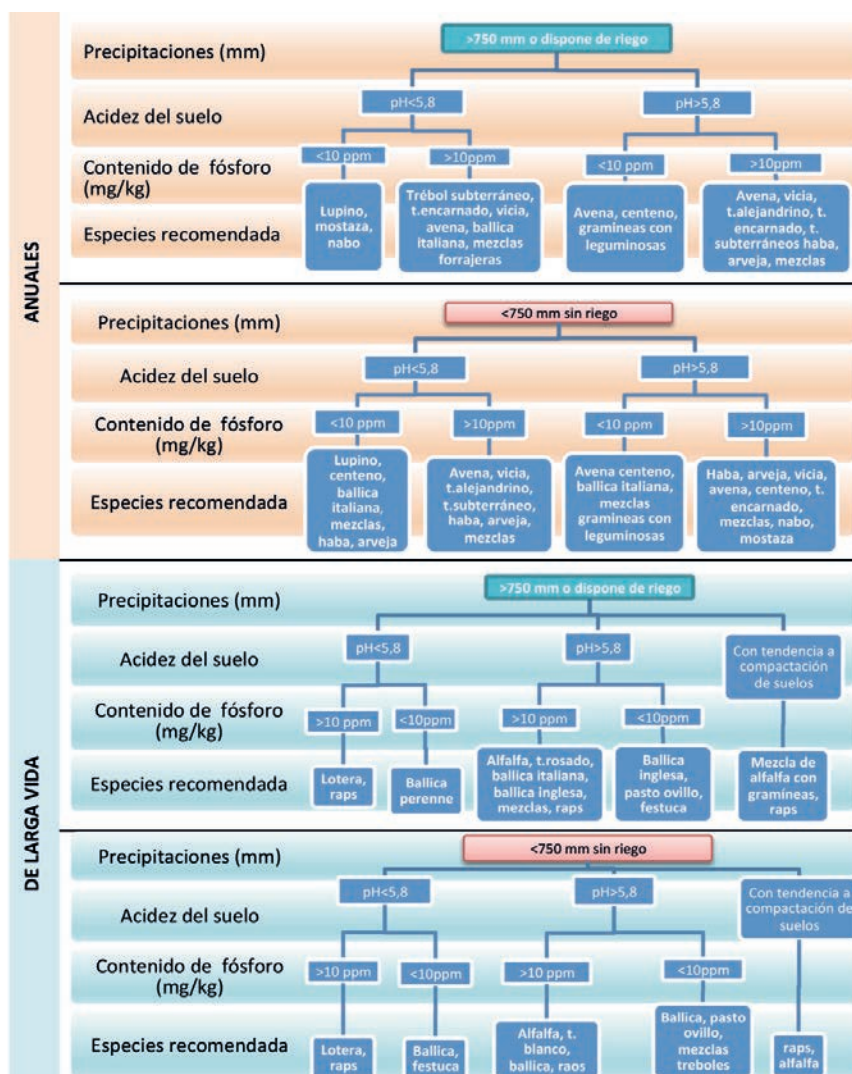 ANUALES
Precipitaciones (mm)
>750 mm o dispone de riego
Acidez del suelo
pH<5,8
pH>5,8
Contenido de fósforo
(mg/kg)
<10 ppm
>10ppm
<10 ppm
>10ppm
Especies recomendada
Lupino,
mostaza,
nabo
Trébol subterráneo,
t.encarnado, vicia,
avena, ballica
italiana, mezclas
forrajeras
Avena, centeno,
gramineas con
leguminosas
Avena, vicia,
t.alejandrino, t.
encarnado, t.
subterráneos haba,
arveja, mezclas
Precipitaciones (mm)
<750 mm sin riego
Acidez del suelo
pH<5,8
pH>5,8
Contenido de fósforo
(mg/kg)
<10 ppm
>10ppm
<10 ppm
>10ppm
Especies recomendada
Lupino,
centeno,
ballica
italiana,
mezclas,
haba, arveja
Avena, vicia,
t.alejandrino,
t.subterráneo,
haba, arveja,
mezclas
Avena centeno,
ballica italiana,
mezclas
gramineas con
leguminosas
Haba, arveja, vicia,
avena, centeno, t.
encarnado,
mezclas, nabo,
mostaza
DE LARGA VIDA
Precipitaciones (mm)
>750 mm o dispone de riego
Acidez del suelo
pH<5,8
pH>5,8
Con tendencia a
compactación
de suelos
Contenido de fósforo
(mg/kg)
>10 ppm
<10ppm
>10 ppm
<10ppm
Especies recomendada
Lotera,
raps
Ballica
perenne
Alfalfa, t.rosado,
ballica italiana,
ballica inglesa,
mezclas, raps
Ballica
inglesa,
pasto ovillo,
festuca
Mezcla de
alfalfa con
gramíneas,
raps
Precipitaciones (mm)
<750 mm sin riego
Acidez del suelo
pH<5,8
pH>5,8
Con tendencia a
compactación de
suelos
Contenido de fósforo
(mg/kg)
>10 ppm
<10ppm
>10 ppm
<10ppm
Especies recomendada
Lotera,
raps
Ballica,
festuca
Alfalfa, t.
blanco,
ballica, raos
Ballica, pasto
ovillo,
mezclas
treboles
raps,
alfalfa